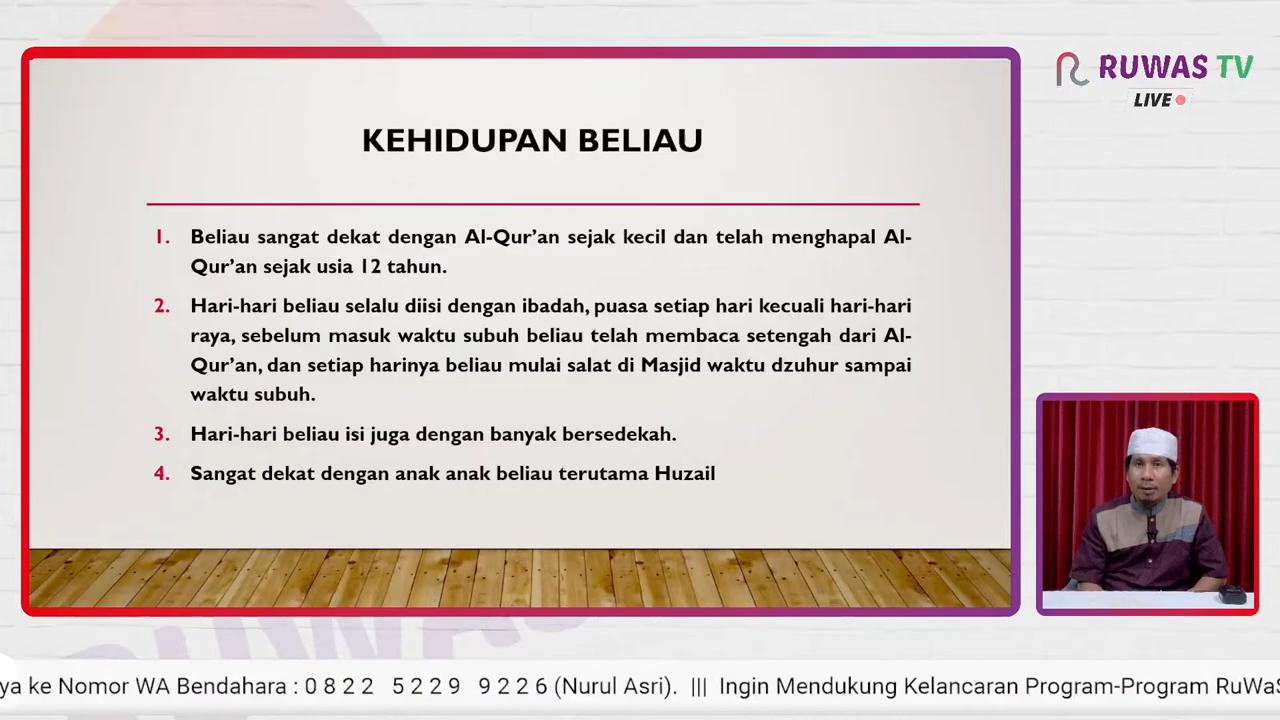 RUWAS TV
LIVE
KEHIDUPAN BELIAU
1. Beliau sangat dekat dengan Al-Qur’an sejak kecil dan telah menghapal Al-
Qur’an sejak usia 12 tahun.
2. Hari-hari beliau selalu diisi dengan ibadah, puasa setiap hari kecuali hari-hari
raya, sebelum masuk waktu subuh beliau telah membaca setengah dari Al-
Qur’an, dan setiap harinya beliau mulai salat di Masjid waktu dzuhur sampai
waktu subuh.
3. Hari-hari beliau isi juga dengan banyak bersedekah.
4. Sangat dekat dengan anak anak beliau terutama Huzail
ya ke Nomor WA Bendahara : 0 8 2 2 5 2 2 9 9 2 2 6 (Nurul Asri). ||| Ingin Mendukung Kelancaran Program-Program RuWaS